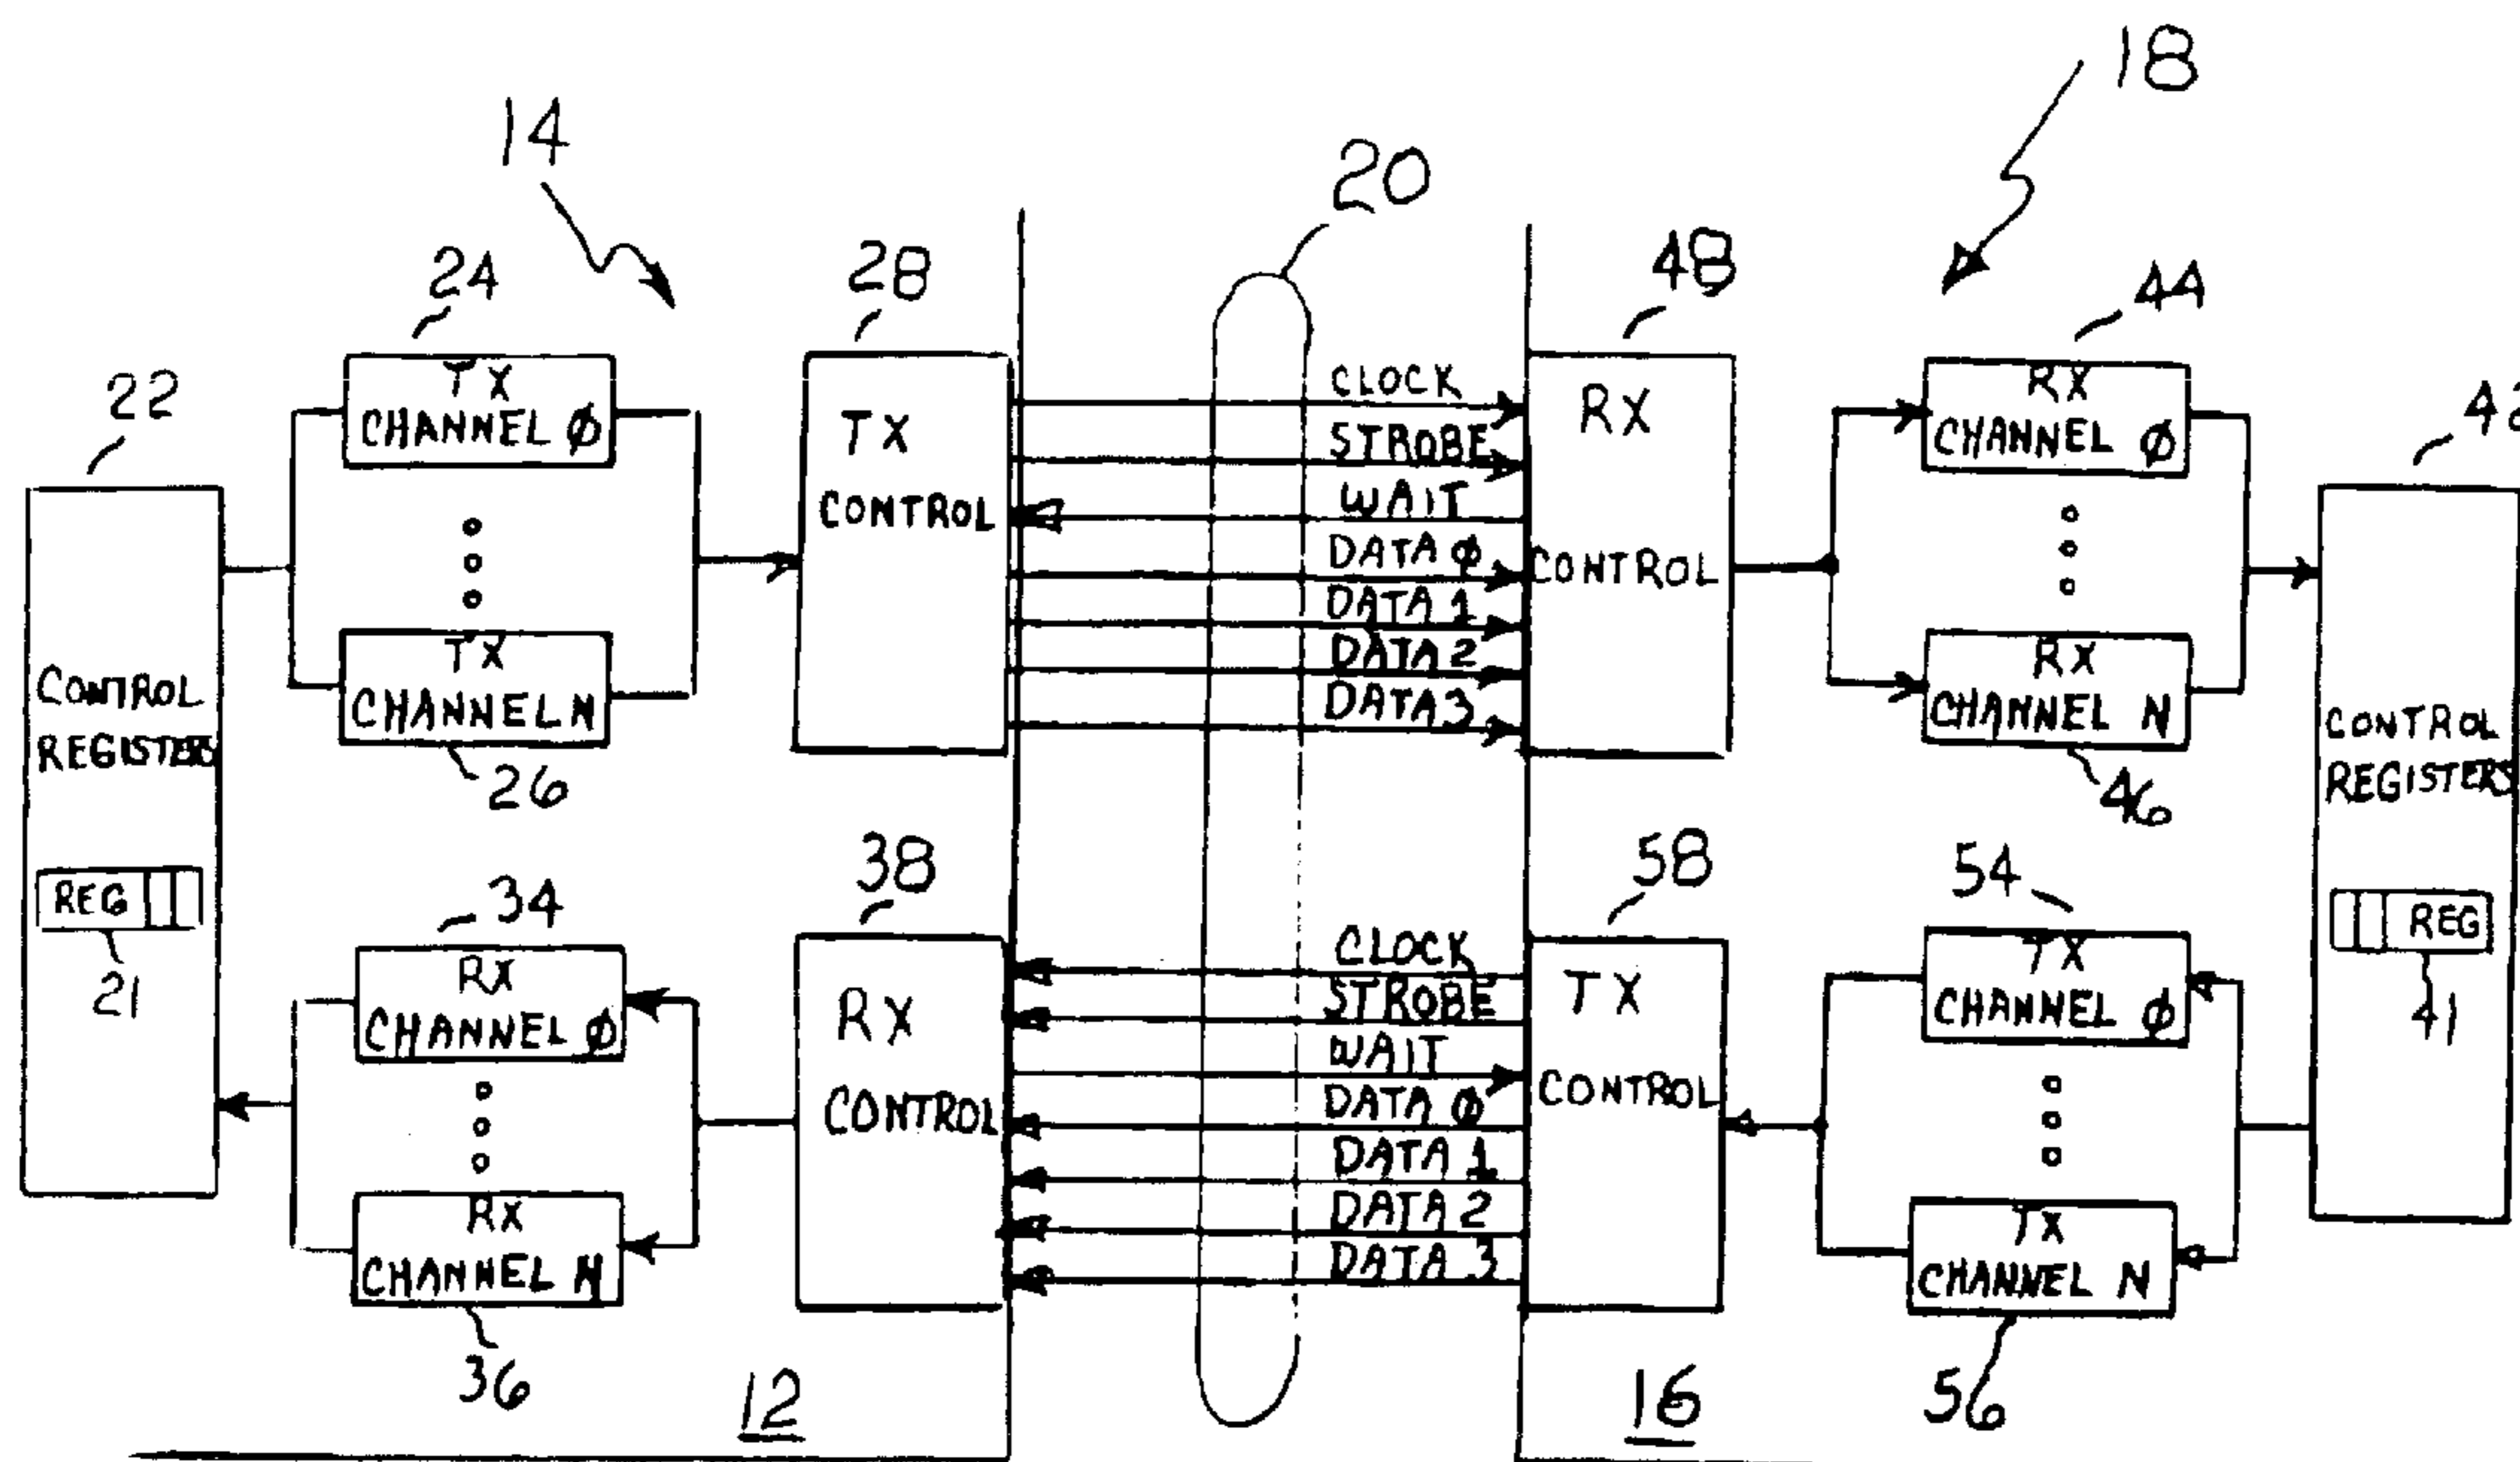 14
18
20
24
28
48
44
22
TX
CHANNEL Ø
TX
CONTROL
CLOCK
STROBE
WAIT
DATA Ø
DATA 1
DATA 2
DATA 3
RX
CONTROL
RX
CHANNEL Ø
CONTROL
REGISTERS
TX
CHANNEL N
26
RX
CHANNEL N
46
CONTROL
REGISTERS
REG
21
34
38
58
54
REG
41
RX
CHANNEL Ø
RX
CONTROL
CLOCK
STROBE
WAIT
DATA Ø
DATA 1
DATA 2
DATA 3
TX
CONTROL
TX
CHANNEL Ø
RX
CHANNEL N
36
TX
CHANNEL N
56
12
16